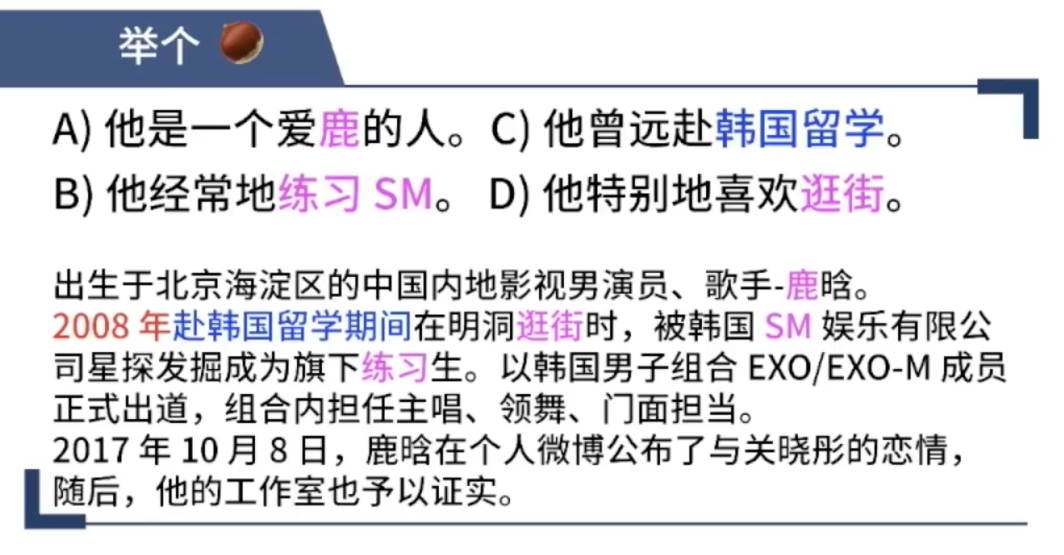 举个
A) 他是一个爱鹿的人。C) 他曾远赴韩国留学。
B) 他经常地练习 SM。 D) 他特别地喜欢逛街。
出生于北京海淀区的中国内地影视男演员、歌手-鹿晗。
2008 年赴韩国留学期间在明洞逛街时，被韩国 SM 娱乐有限公
司星探发掘成为旗下练习生。以韩国男子组合 EXO/EXO-M 成员
正式出道，组合内担任主唱、领舞、门面担当。
2017 年 10 月 8 日，鹿晗在个人微博公布了与关晓彤的恋情，
随后，他的工作室也予以证实。